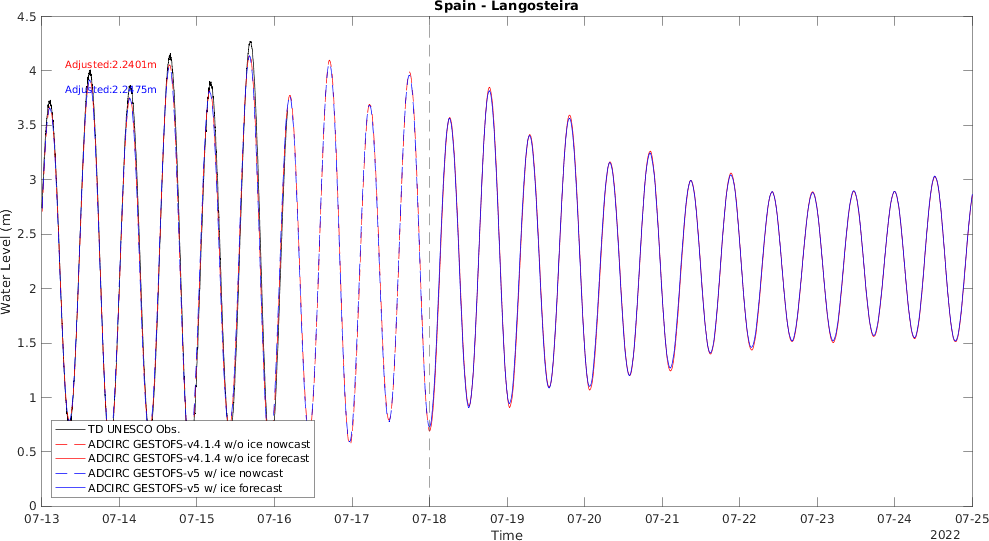 Spain - Langosteira
4.5
4
3.5
3
2.5
2
1.5
1
0.5
0
Water Level (m)
Adjusted:2.2401m
TD UNESCO Obs.
ADCIRC GESTOFS-v4.1.4 w/o ice nowcast
ADCIRC GESTOFS-v4.1.4 w/o ice forecast
ADCIRC GESTOFS-v5 w/ ice nowcast
ADCIRC GESTOFS-v5 w/ ice forecast
07-13 07-14 07-15 07-16 07-17 07-18 07-19 07-20 07-21 07-22 07-23 07-24 07-25
Time
2022